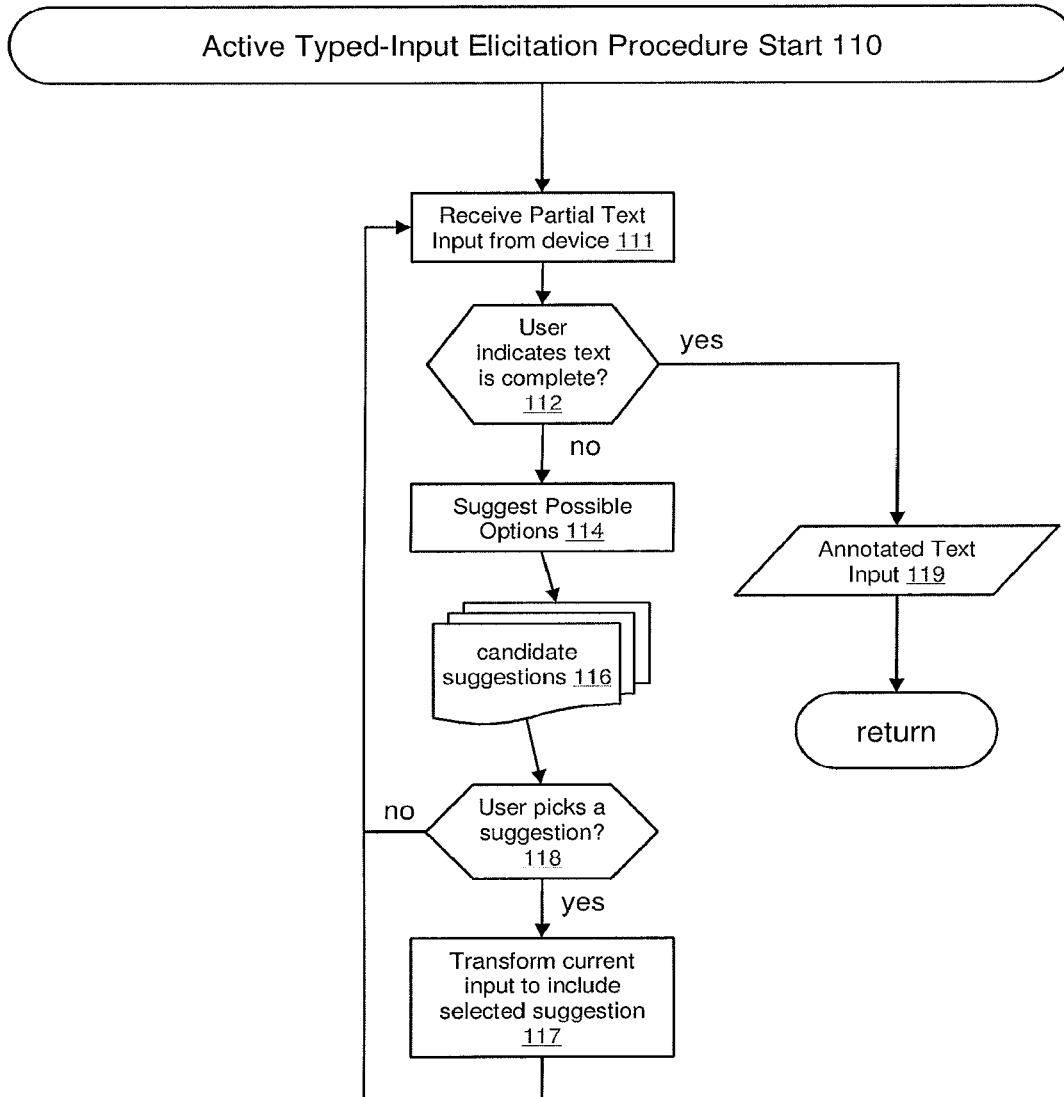 Active Typed-Input Elicitation Procedure Start 110
Receive Partial Text
Input from device 111
User
indicates text
is complete?
112
yes
no
Suggest Possible
Options 114
Annotated Text
Input 119
candidate
suggestions 116
return
no
User picks a
suggestion?
118
yes
Transform current
input to include
selected suggestion
117